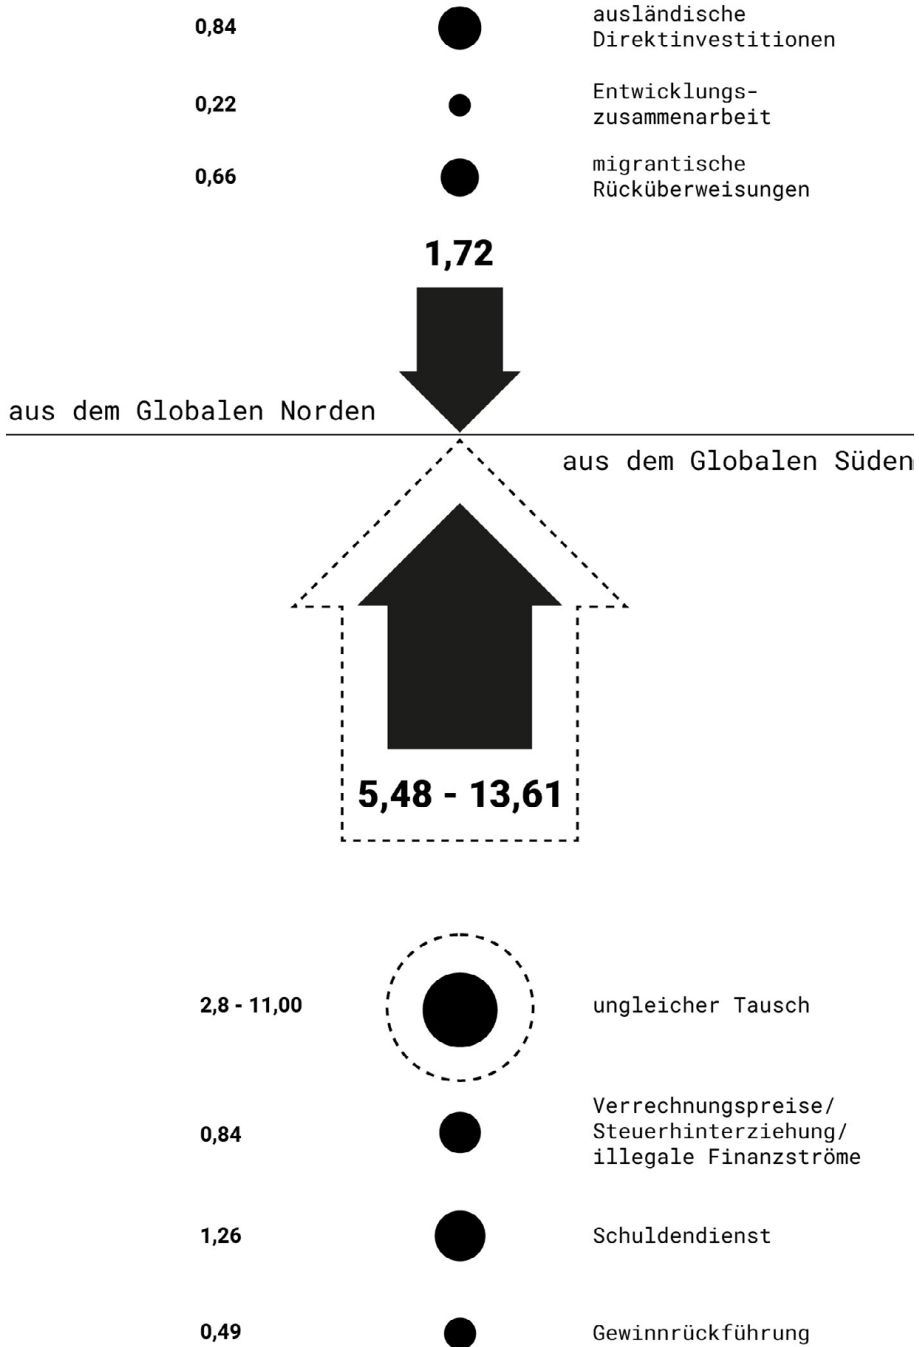 0,84
ausländische
Direktinvestitionen
0,22
Entwicklungs-
zusammenarbeit
0,66
migrantische
Rücküberweisungen
1,72
aus dem Globalen Norden
aus dem Globalen Süden
5,48 - 13,61
2,8 - 11,00
ungleicher Tausch
0,84
Verrechnungspreise/
Steuerhinterziehung/
illegale Finanzströme
1,26
Schuldendienst
0,49
Gewinnrückführung